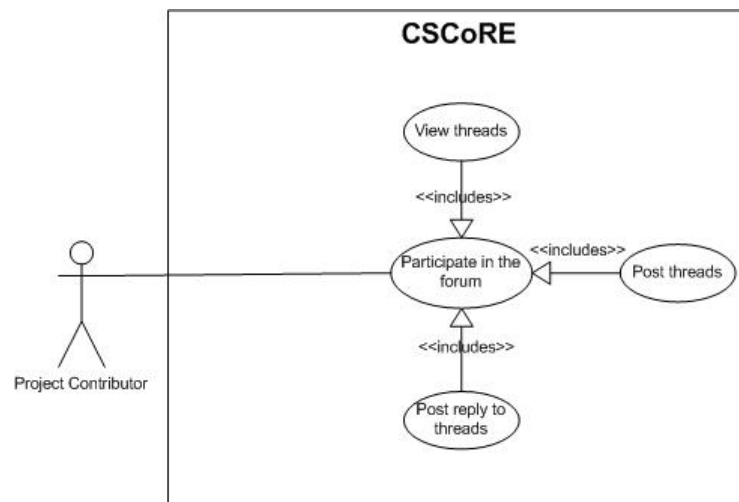 CSCoRE
View threads
<<includes>>
Participate in the
forum
<<includes>>
Post threads
<<includes>>
Post reply to
threads
Project Contributor